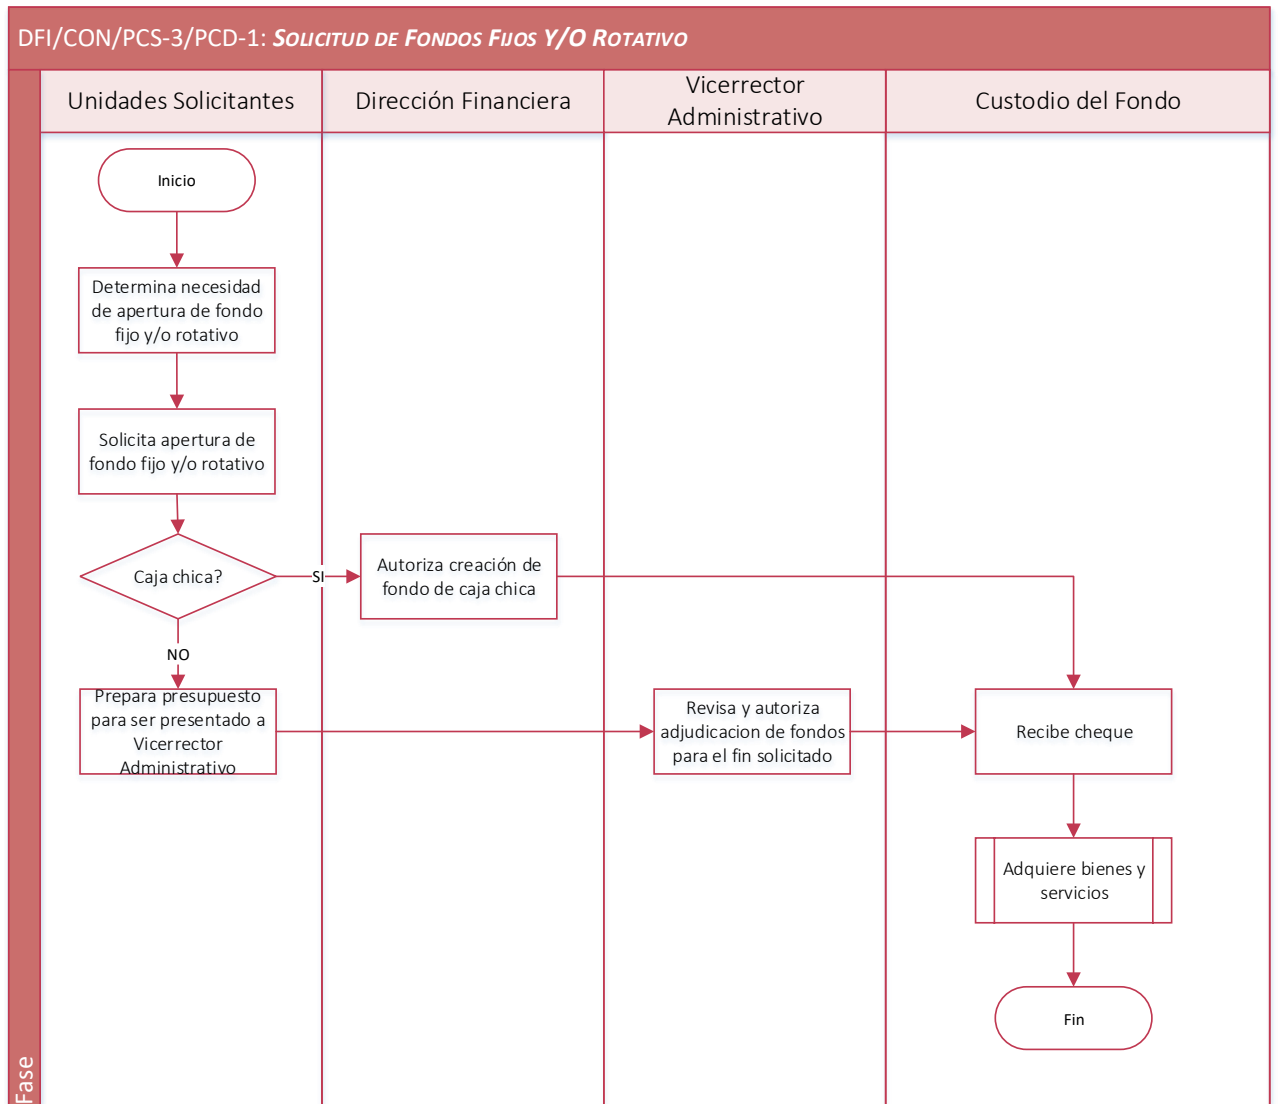 DFI/CON/PCS-3/PCD-1: SOLICITUD DE FONDOS FIJOS Y/O ROTATIVO
Unidades Solicitantes
Dirección Financiera
Vicerrector
Administrativo
Custodio del Fondo
Inicio
Determina necesidad
de apertura de fondo
fijo y/o rotativo
Solicita apertura de
fondo fijo y/o rotativo
Caja chica?
SI
Autoriza creación de
fondo de caja chica
NO
Prepara presupuesto
para ser presentado a
Vicerrector
Administrativo
Revisa y autoriza
adjudicacion de fondos
para el fin solicitado
Recibe cheque
Adquiere bienes y
servicios
Fin
Fase